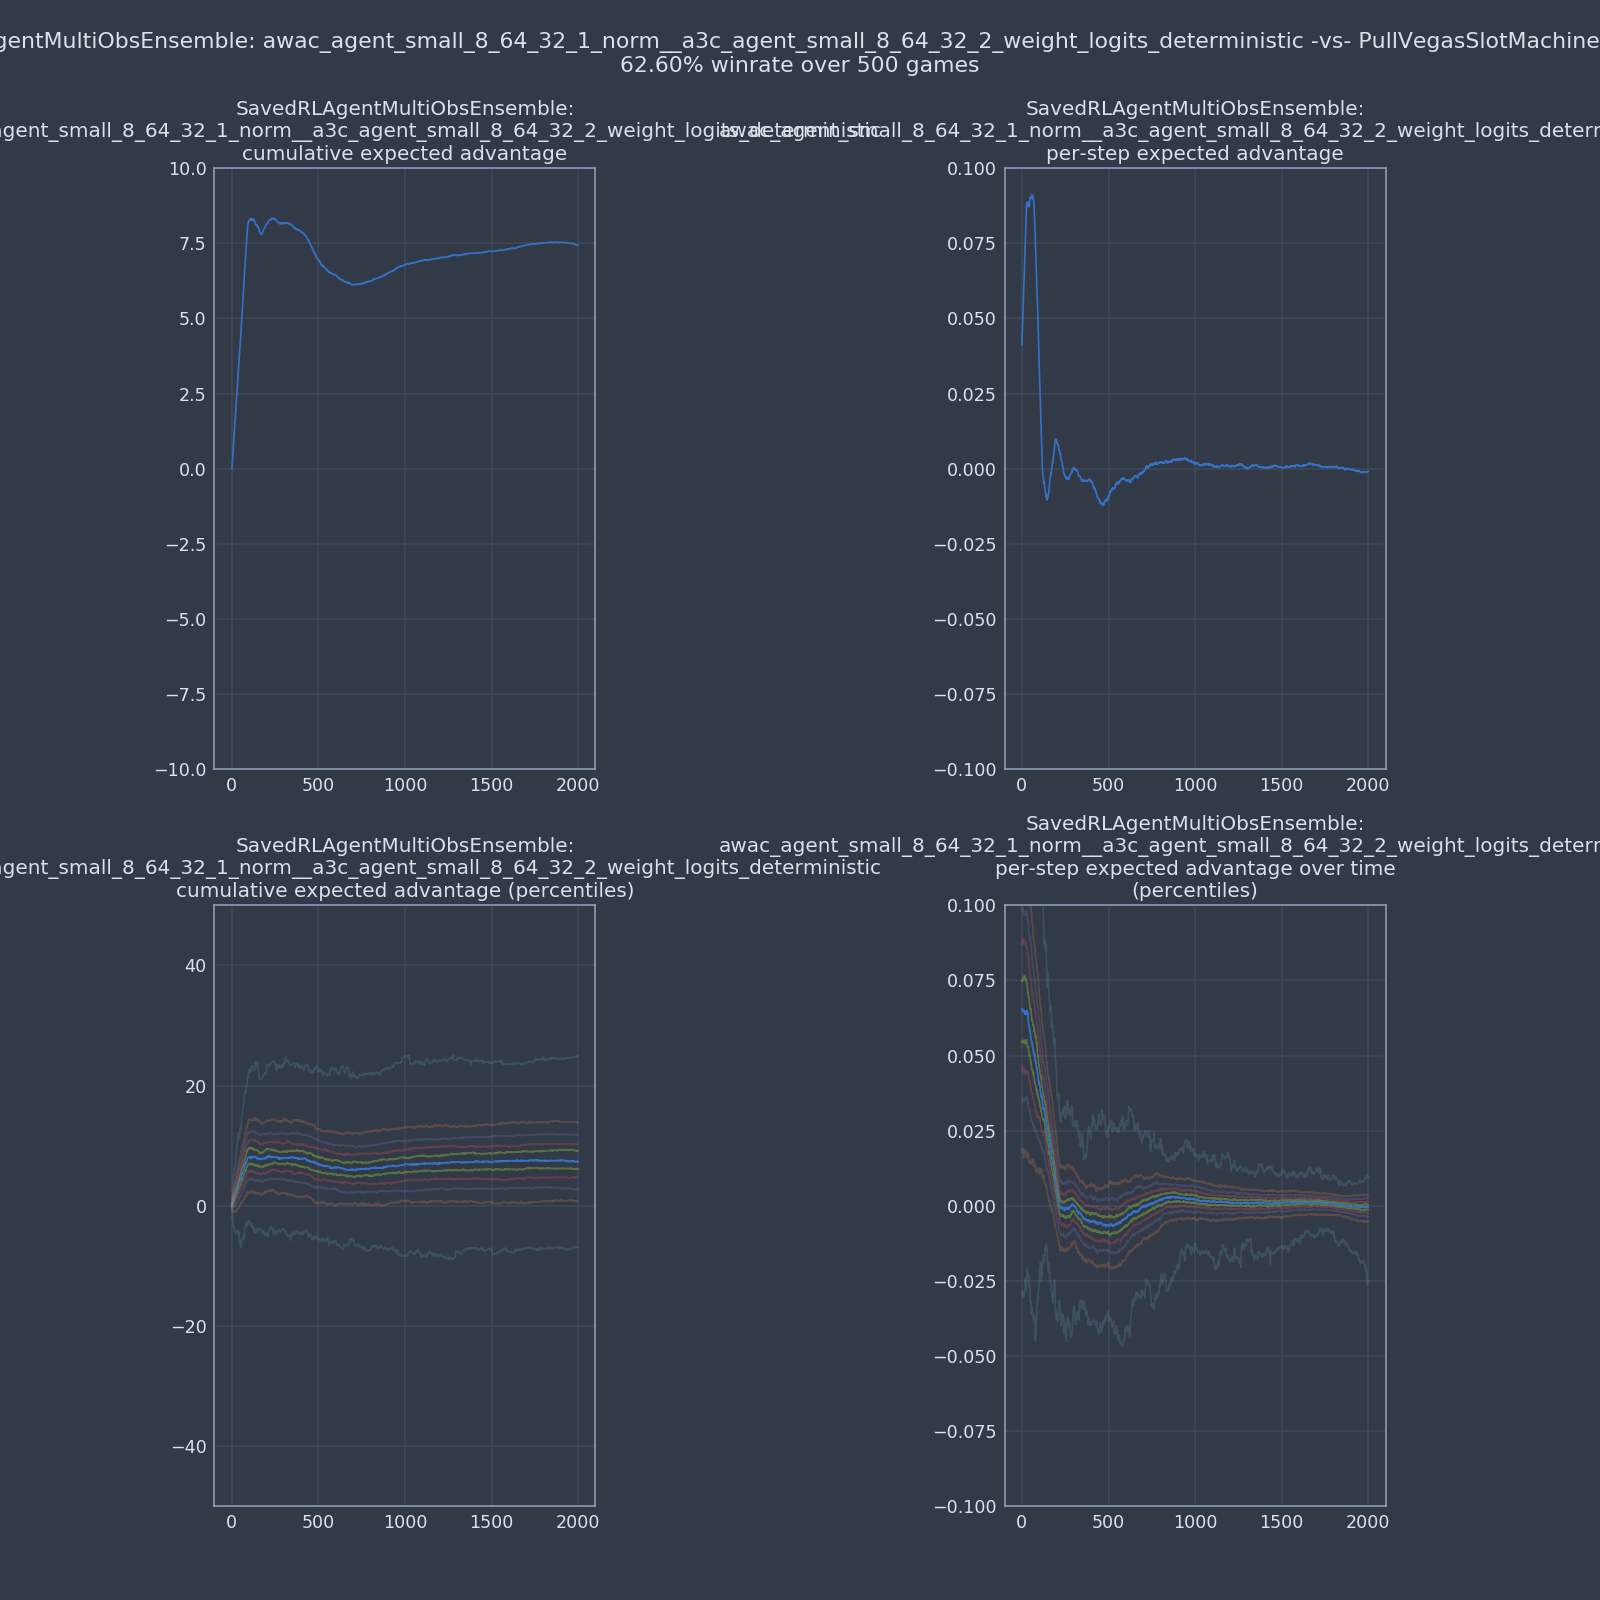 gentMultiObsEnsemble: awac_agent_small_8_64_32_1_norm__a3c_agent_small_8_64_32_2_weight_logits_deterministic -vs- PullVegasSlotMachine
62.60% winrate over 500 games
SavedRLAgentMultiObsEnsemble:
agent_small_8_64_32_1_norm__a3c_agent_small_8_64_32_2_weight_logits_deterministic
cumulative expected advantage
10.0
7.5
5.0
2.5
0.0
−2.5
−5.0
−7.5
−10.0
0 500 1000 1500 2000
SavedRLAgentMultiObsEnsemble:
awac_agent_small_8_64_32_1_norm__a3c_agent_small_8_64_32_2_weight_logits_deterr
per-step expected advantage
0.100
0.075
0.050
0.025
0.000
−0.025
−0.050
−0.075
−0.100
0 500 1000 1500 2000
SavedRLAgentMultiObsEnsemble:
agent_small_8_64_32_1_norm__a3c_agent_small_8_64_32_2_weight_logits_deterministic
cumulative expected advantage (percentiles)
40
20
0
−20
−40
0 500 1000 1500 2000
SavedRLAgentMultiObsEnsemble:
awac_agent_small_8_64_32_1_norm__a3c_agent_small_8_64_32_2_weight_logits_deterr
per-step expected advantage over time
(percentiles)
0.100
0.075
0.050
0.025
0.000
−0.025
−0.050
−0.075
−0.100
0 500 1000 1500 2000